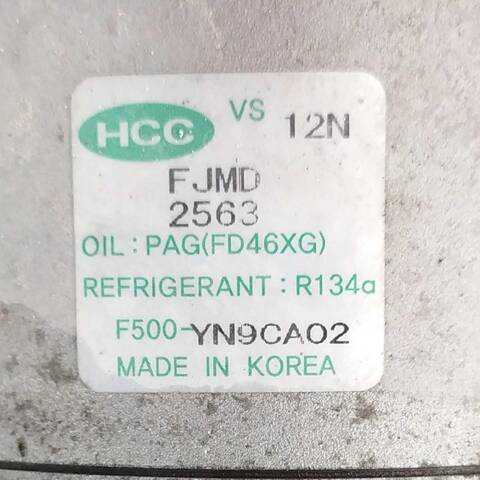 HCC VS 12N
FJMD
2563
OIL : PAG(FD46XG)
REFRIGERANT : R134a
F500-YN9CA02
MADE IN KOREA